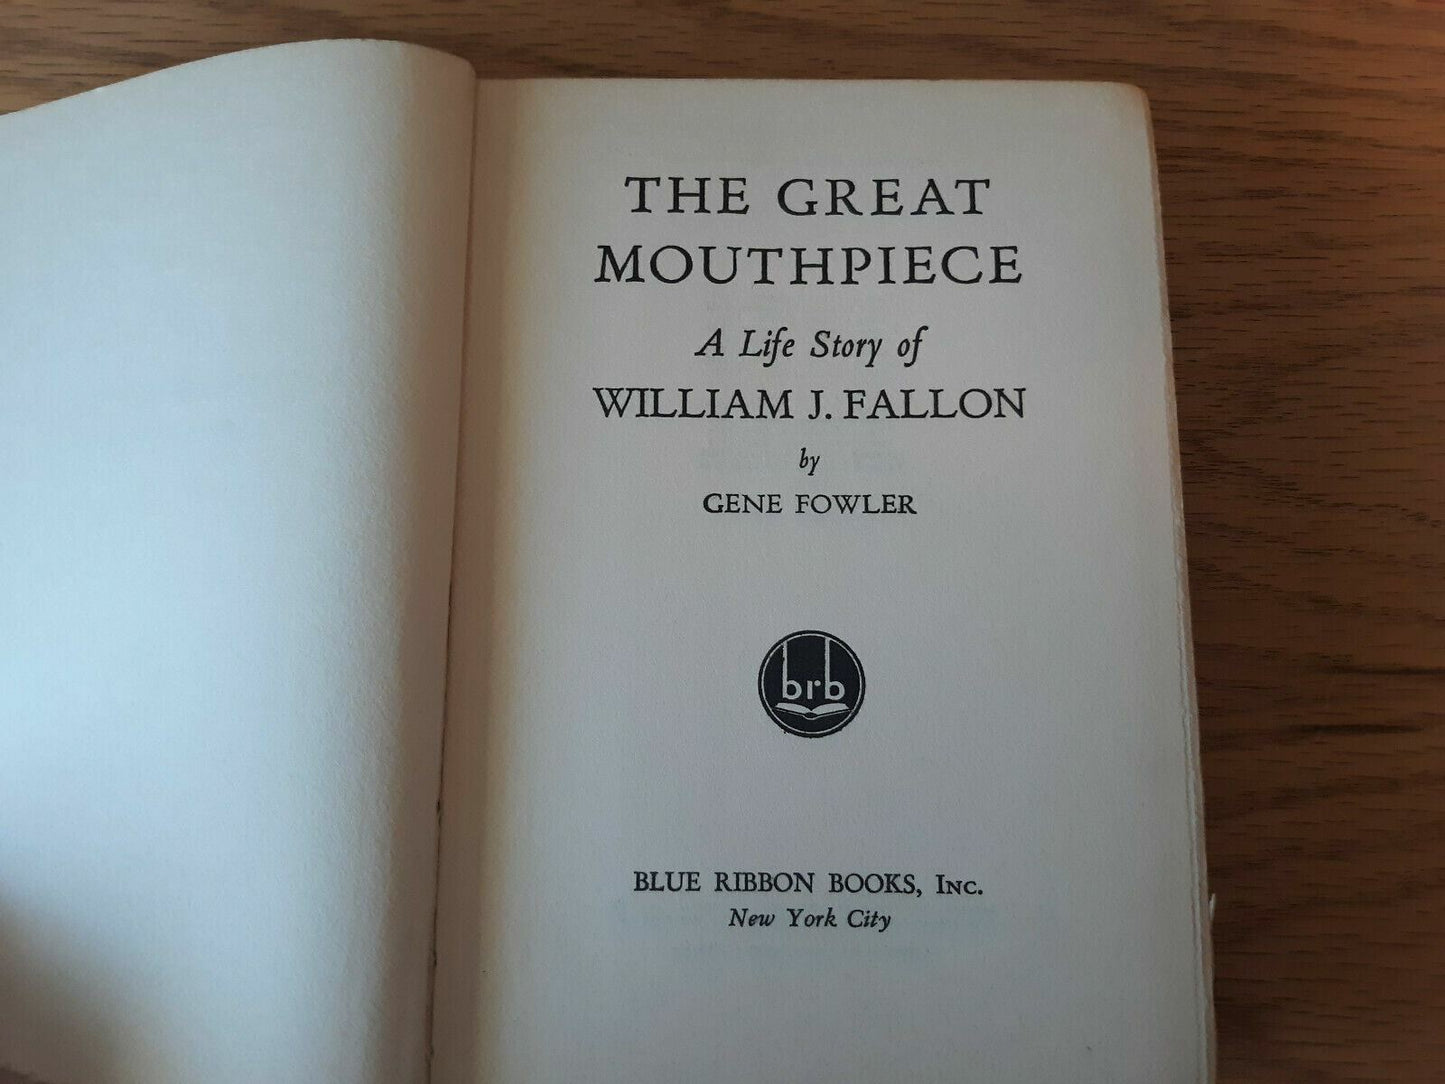 THE GREAT
MOUTHPIECE
A Life Story of
WILLIAM J. FALLON
by
GENE FOWLER
brb
BLUE RIBBON BOOKS, INC.
New York City